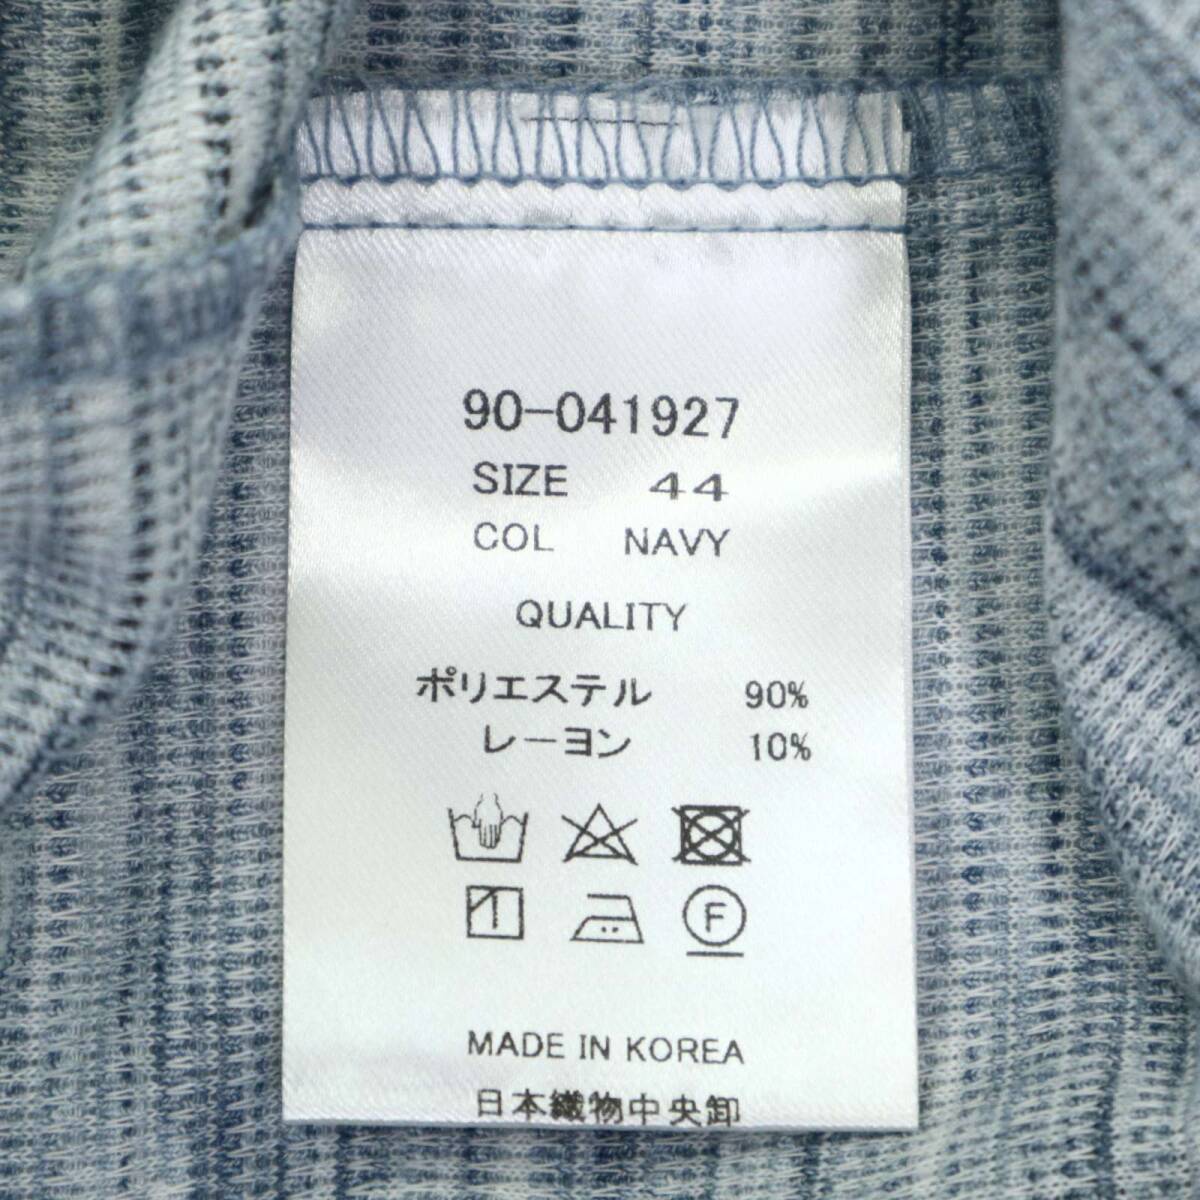 90-041927
SIZE 44
COL NAVY
QUALITY
ポリエステル 90%
レーヨン 10%
F
MADE IN KOREA
日本織物中央卸